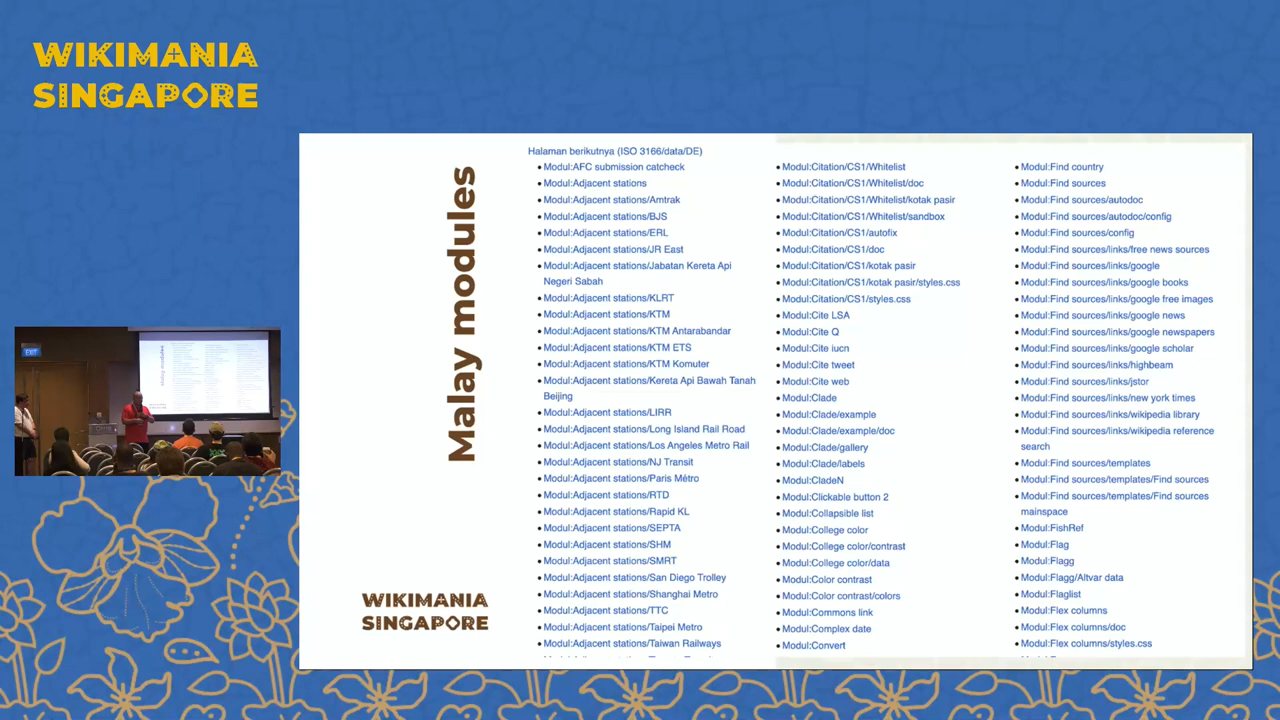 WIKIMANIA
SINGAPORE
Malay modules
Halaman berikutnya (ISO 3166/data/DE)
Modul:AFC submission catcheck
Modul:Adjacent stations
Modul:Adjacent stations/Amtrak
Modul:Adjacent stations/BJS
Modul:Adjacent stations/ERL
Modul:Adjacent stations/JR East
Modul:Adjacent stations/Jabatan Kereta Api
Negeri Sabah
Modul:Adjacent stations/KLRT
Modul:Adjacent stations/KTM
Modul:Adjacent stations/KTM Antarabandar
Modul:Adjacent stations/KTM ETS
Modul:Adjacent stations/KTM Komuter
Modul:Adjacent stations/Kereta Api Bawah Tanah
Beijing
Modul:Adjacent stations/LIRR
Modul:Adjacent stations/Long Island Rail Road
Modul:Adjacent stations/Los Angeles Metro Rail
Modul:Adjacent stations/NJ Transit
Modul:Adjacent stations/Paris Métro
Modul:Adjacent stations/RTD
Modul:Adjacent stations/Rapid KL
Modul:Adjacent stations/SEPTA
Modul:Adjacent stations/SHM
Modul:Adjacent stations/SMRT
Modul:Adjacent stations/San Diego Trolley
Modul:Adjacent stations/Shanghai Metro
Modul:Adjacent stations/TTC
Modul:Adjacent stations/Taipei Metro
Modul:Adjacent stations/Taiwan Railways
Modul:Citation/CS1/Whitelist
Modul:Citation/CS1/Whitelist/doc
Modul:Citation/CS1/Whitelist/kotak pasir
Modul:Citation/CS1/Whitelist/sandbox
Modul:Citation/CS1/autofix
Modul:Citation/CS1/doc
Modul:Citation/CS1/kotak pasir
Modul:Citation/CS1/kotak pasir/styles.css
Modul:Citation/CS1/styles.css
Modul:Cite LSA
Modul:Cite Q
Modul:Cite iucn
Modul:Cite tweet
Modul:Cite web
Modul:Clade
Modul:Clade/example
Modul:Clade/example/doc
Modul:Clade/gallery
Modul:Clade/labels
Modul:CladeN
Modul:Clickable button 2
Modul:Collapsible list
Modul:College color
Modul:College color/contrast
Modul:College color/data
Modul:Color contrast
Modul:Color contrast/colors
Modul:Commons link
Modul:Complex date
Modul:Convert
Modul:Find country
Modul:Find sources
Modul:Find sources/autodoc
Modul:Find sources/autodoc/config
Modul:Find sources/config
Modul:Find sources/links/free news sources
Modul:Find sources/links/google
Modul:Find sources/links/google books
Modul:Find sources/links/google free images
Modul:Find sources/links/google news
Modul:Find sources/links/google newspapers
Modul:Find sources/links/google scholar
Modul:Find sources/links/highbeam
Modul:Find sources/links/jstor
Modul:Find sources/links/new york times
Modul:Find sources/links/wikipedia library
Modul:Find sources/links/wikipedia reference
search
Modul:Find sources/templates
Modul:Find sources/templates/Find sources
Modul:Find sources/templates/Find sources
mainspace
Modul:FishRef
Modul:Flag
Modul:Flagg
Modul:Flagg/Altvar data
Modul:Flaglist
Modul:Flex columns
Modul:Flex columns/doc
Modul:Flex columns/styles.css
WIKIMANIA
SINGAPORE